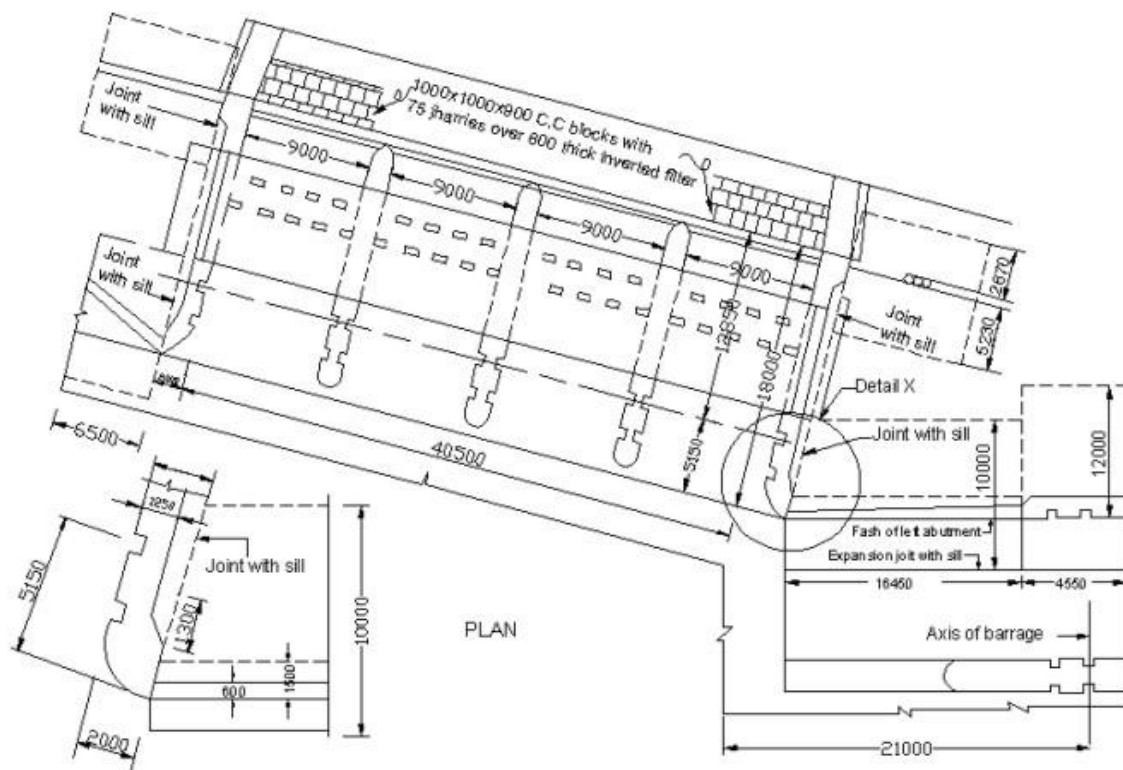 Joint
with sill
1000x1000x900 C,C blocks with
75 jharries over 600 thick Inverted filter
9000
9000
9000
9000
Joint
with sill
12850
18000
2670
5230
Joint
with sill
Detail X
Joint with sill
6500
40500
5150
10000
12000
1250
Fash of left abutment
Expansion joit with sill
16450
4550
5150
Joint with sill
1300
10000
PLAN
Axis of barrage
600
1500
2000
21000